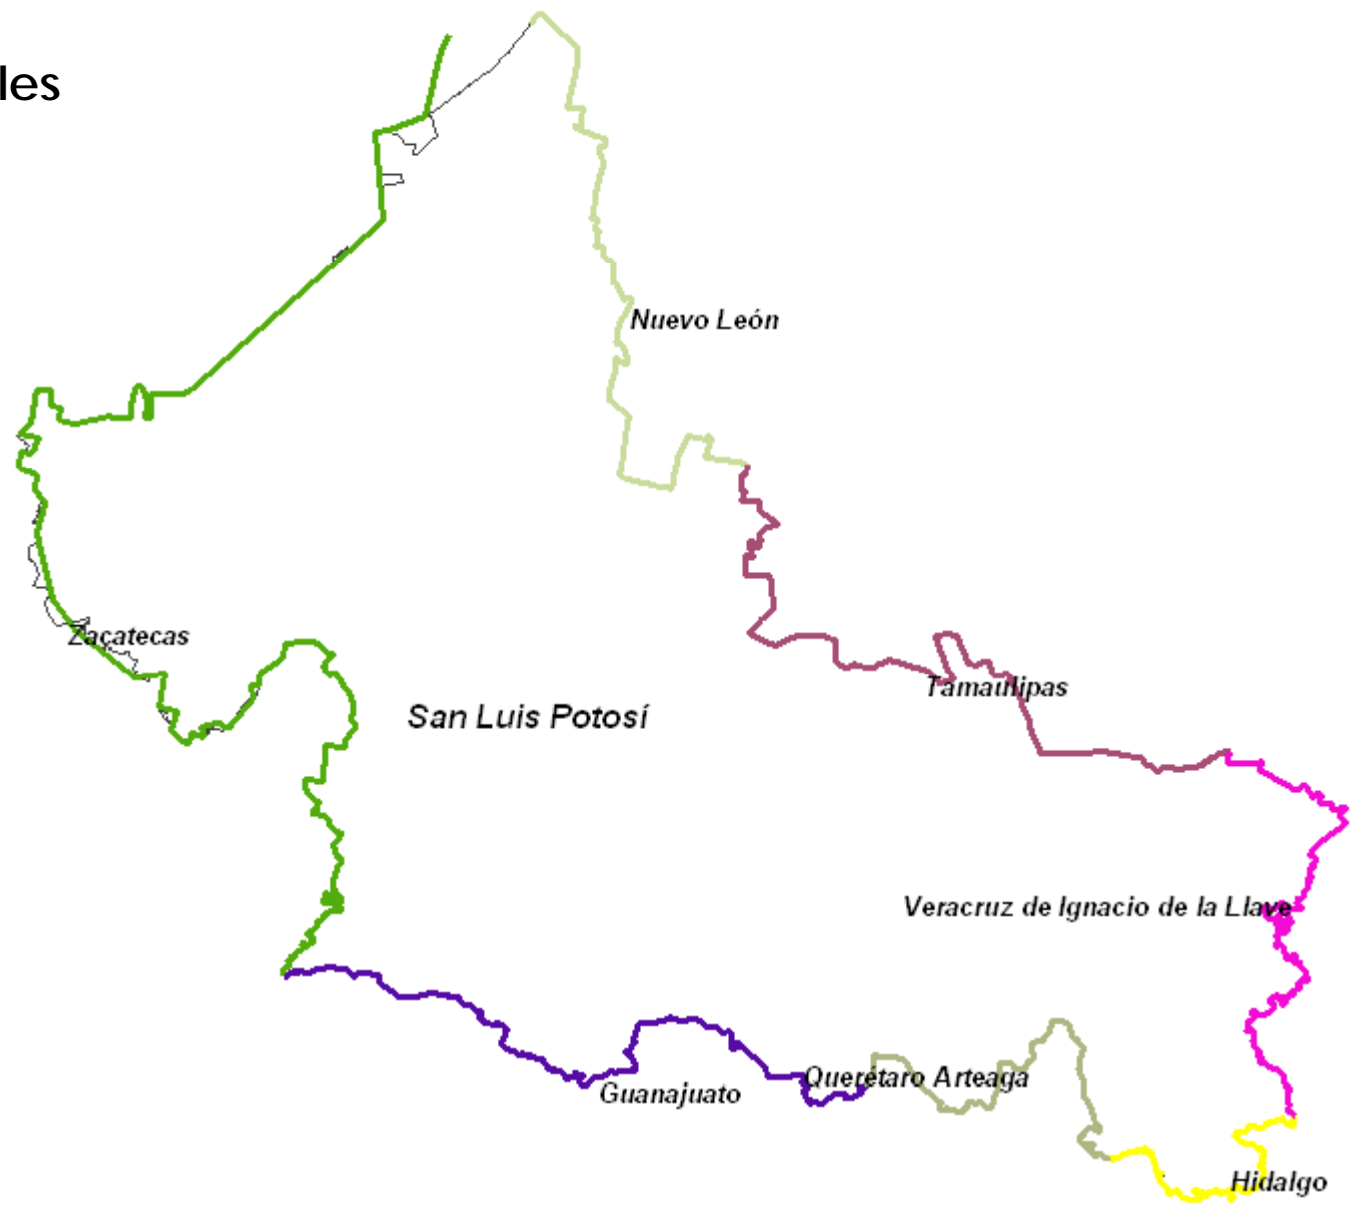 les
Nuevo León
Zacatecas
San Luis Potosí
Tamaulipas
Veracruz de Ignacio de la Llave
Querétaro Arteaga
Guanajuato
Hidalgo